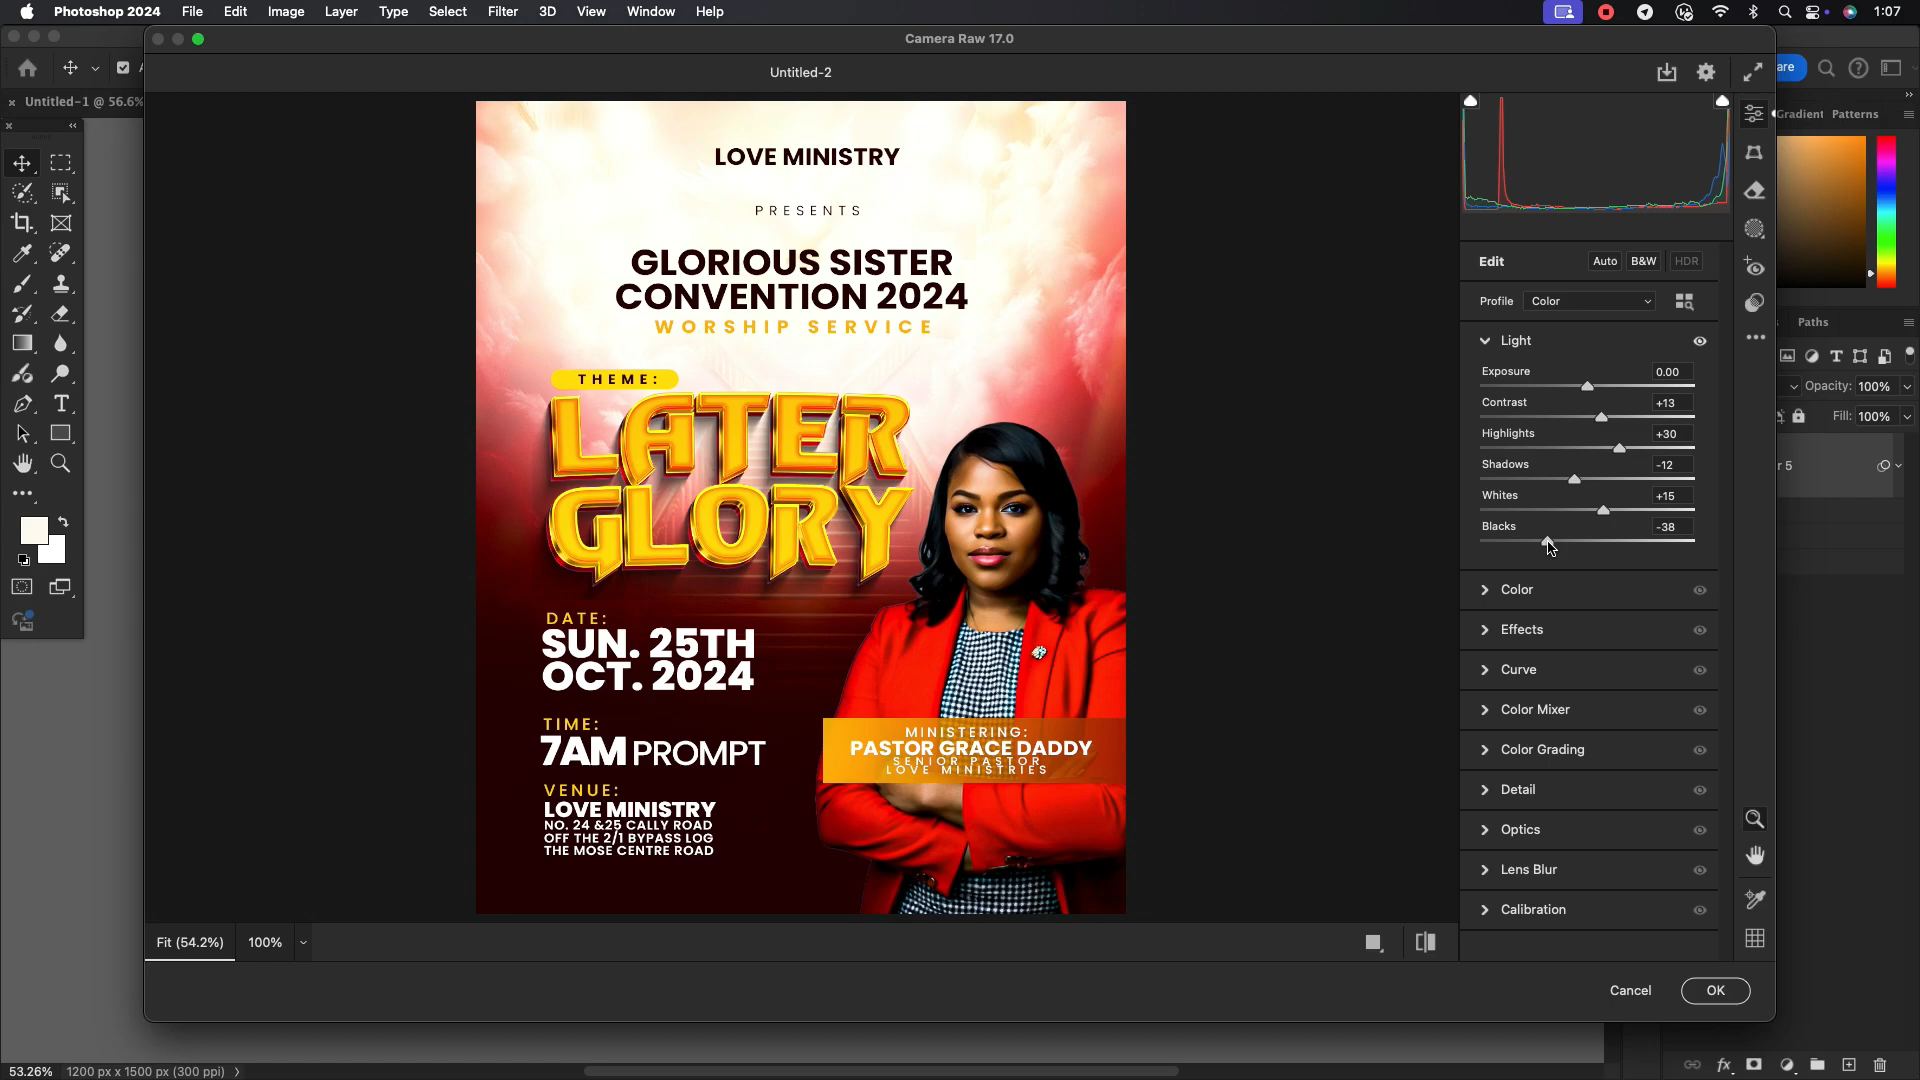 Photoshop 2024 File Edit Image Layer Type Select Filter 3D View Window Help 1:07
Camera Raw 17.0
Untitled-2
are
Untitled-1 @ 56.6%
Gradient Patterns
LOVE MINISTRY
PRESENTS
GLORIOUS SISTER
CONVENTION 2024
WORSHIP SERVICE
THEME:
LATER
GLORY
DATE:
SUN. 25TH
OCT. 2024
TIME:
7AM PROMPT
VENUE:
LOVE MINISTRY
NO. 24 &25 CALLY ROAD
OFF THE 2/1 BYPASS LOG
THE MOSE CENTRE ROAD
MINISTERING:
PASTOR GRACE DADDY
SENIOR PASTOR
LOVE MINISTRIES
Edit Auto B&W HDR
Profile Color
Light
Exposure 0.00
Contrast +13
Highlights +30
Shadows -12
Whites +15
Blacks -38
Color
Effects
Curve
Color Mixer
Color Grading
Detail
Optics
Lens Blur
Calibration
Paths
Opacity: 100%
Fill: 100%
r 5
Fit (54.2%) 100%
Cancel OK
53.26% 1200 px x 1500 px (300 ppi)